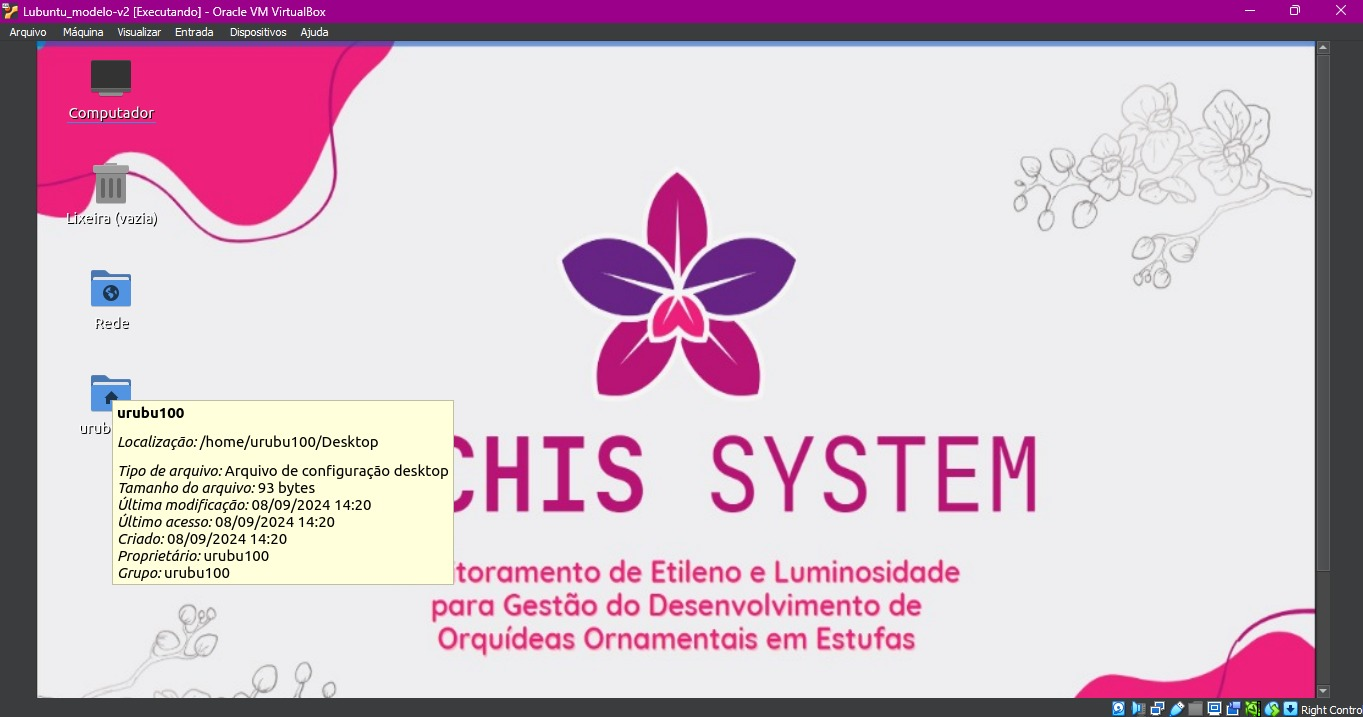 Lubuntu_modelo-v2 [Executando] - Oracle VM VirtualBox
Arquivo Máquina Visualizar Entrada Dispositivos Ajuda
Computador
Lixeira (vazia)
Rede
urub
urubu100
Localização: /home/urubu100/Desktop
Tipo de arquivo: Arquivo de configuração desktop
Tamanho do arquivo: 93 bytes
Última modificação: 08/09/2024 14:20
Último acesso: 08/09/2024 14:20
Criado: 08/09/2024 14:20
Proprietário: urubu100
Grupo: urubu100
CHIS SYSTEM
itoramento de Etileno e Luminosidade
para Gestão do Desenvolvimento de
Orquídeas Ornamentais em Estufas
Right Contro